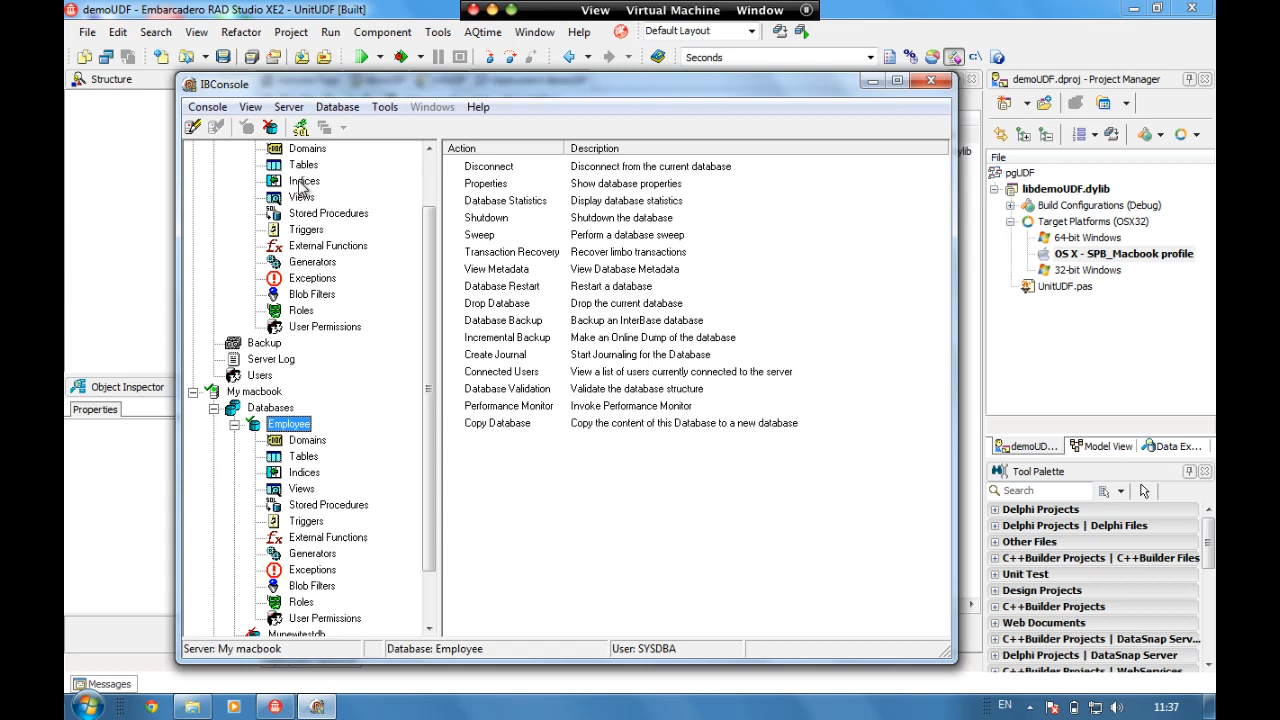 demoUDF - Embarcadero RAD Studio XE2 - UnitUDF [Built]
View Virtual Machine Window
File Edit Search View Refactor Project Run Component Tools AQtime Window Help
Default Layout
Seconds
Structure
demoUDF.dproj - Project Manager
IBConsole
Console View Server Database Tools Windows Help
File
pgUDF
libdemoUDF.dylib
Build Configurations (Debug)
Target Platforms (OSX32)
64-bit Windows
OS X - SPB_Macbook profile
32-bit Windows
UnitUDF.pas
Domains
Tables
Indices
Views
Stored Procedures
Triggers
External Functions
Generators
Exceptions
Blob Filters
Roles
User Permissions
Backup
Server Log
Users
My macbook
Databases
Employee
Domains
Tables
Indices
Views
Stored Procedures
Triggers
External Functions
Generators
Exceptions
Blob Filters
Roles
User Permissions
Mynewtestdb
Action Description
Disconnect Disconnect from the current database
Properties Show database properties
Database Statistics Display database statistics
Shutdown Shutdown the database
Sweep Perform a database sweep
Transaction Recovery Recover limbo transactions
View Metadata View Database Metadata
Database Restart Restart a database
Drop Database Drop the current database
Database Backup Backup an InterBase database
Incremental Backup Make an Online Dump of the database
Create Journal Start Journaling for the Database
Connected Users View a list of users currently connected to the server
Database Validation Validate the database structure
Performance Monitor Invoke Performance Monitor
Copy Database Copy the content of this Database to a new database
Object Inspector
Properties
demoUD... Model View Data Ex...
Tool Palette
Search
Delphi Projects
Delphi Projects | Delphi Files
Other Files
C++Builder Projects | C++Builder Files
Unit Test
Design Projects
C++Builder Projects
Web Documents
C++Builder Projects | DataSnap Serv...
Delphi Projects | DataSnap Server
C++Builder Projects | WebServices
Server: My macbook Database: Employee User: SYSDBA
Messages
EN 11:37